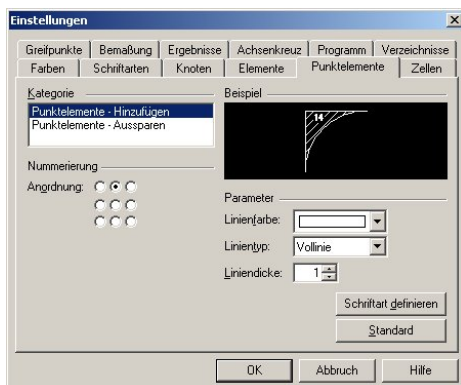 Einstellungen
Greifpunkte Bemaßung Ergebnisse Achsenkreuz Programm Verzeichnisse
Farben Schriftarten Knoten Elemente Punktelemente Zellen
Kategorie
Punktelemente - Hinzufügen
Punktelemente - Aussparen
Nummerierung
Angrdnung:
Beispiel
14
Parameter
Linienfarbe:
Linientyp: Vollinie
Liniendicke: 1
Schriftart definieren
Standard
OK Abbruch Hilfe